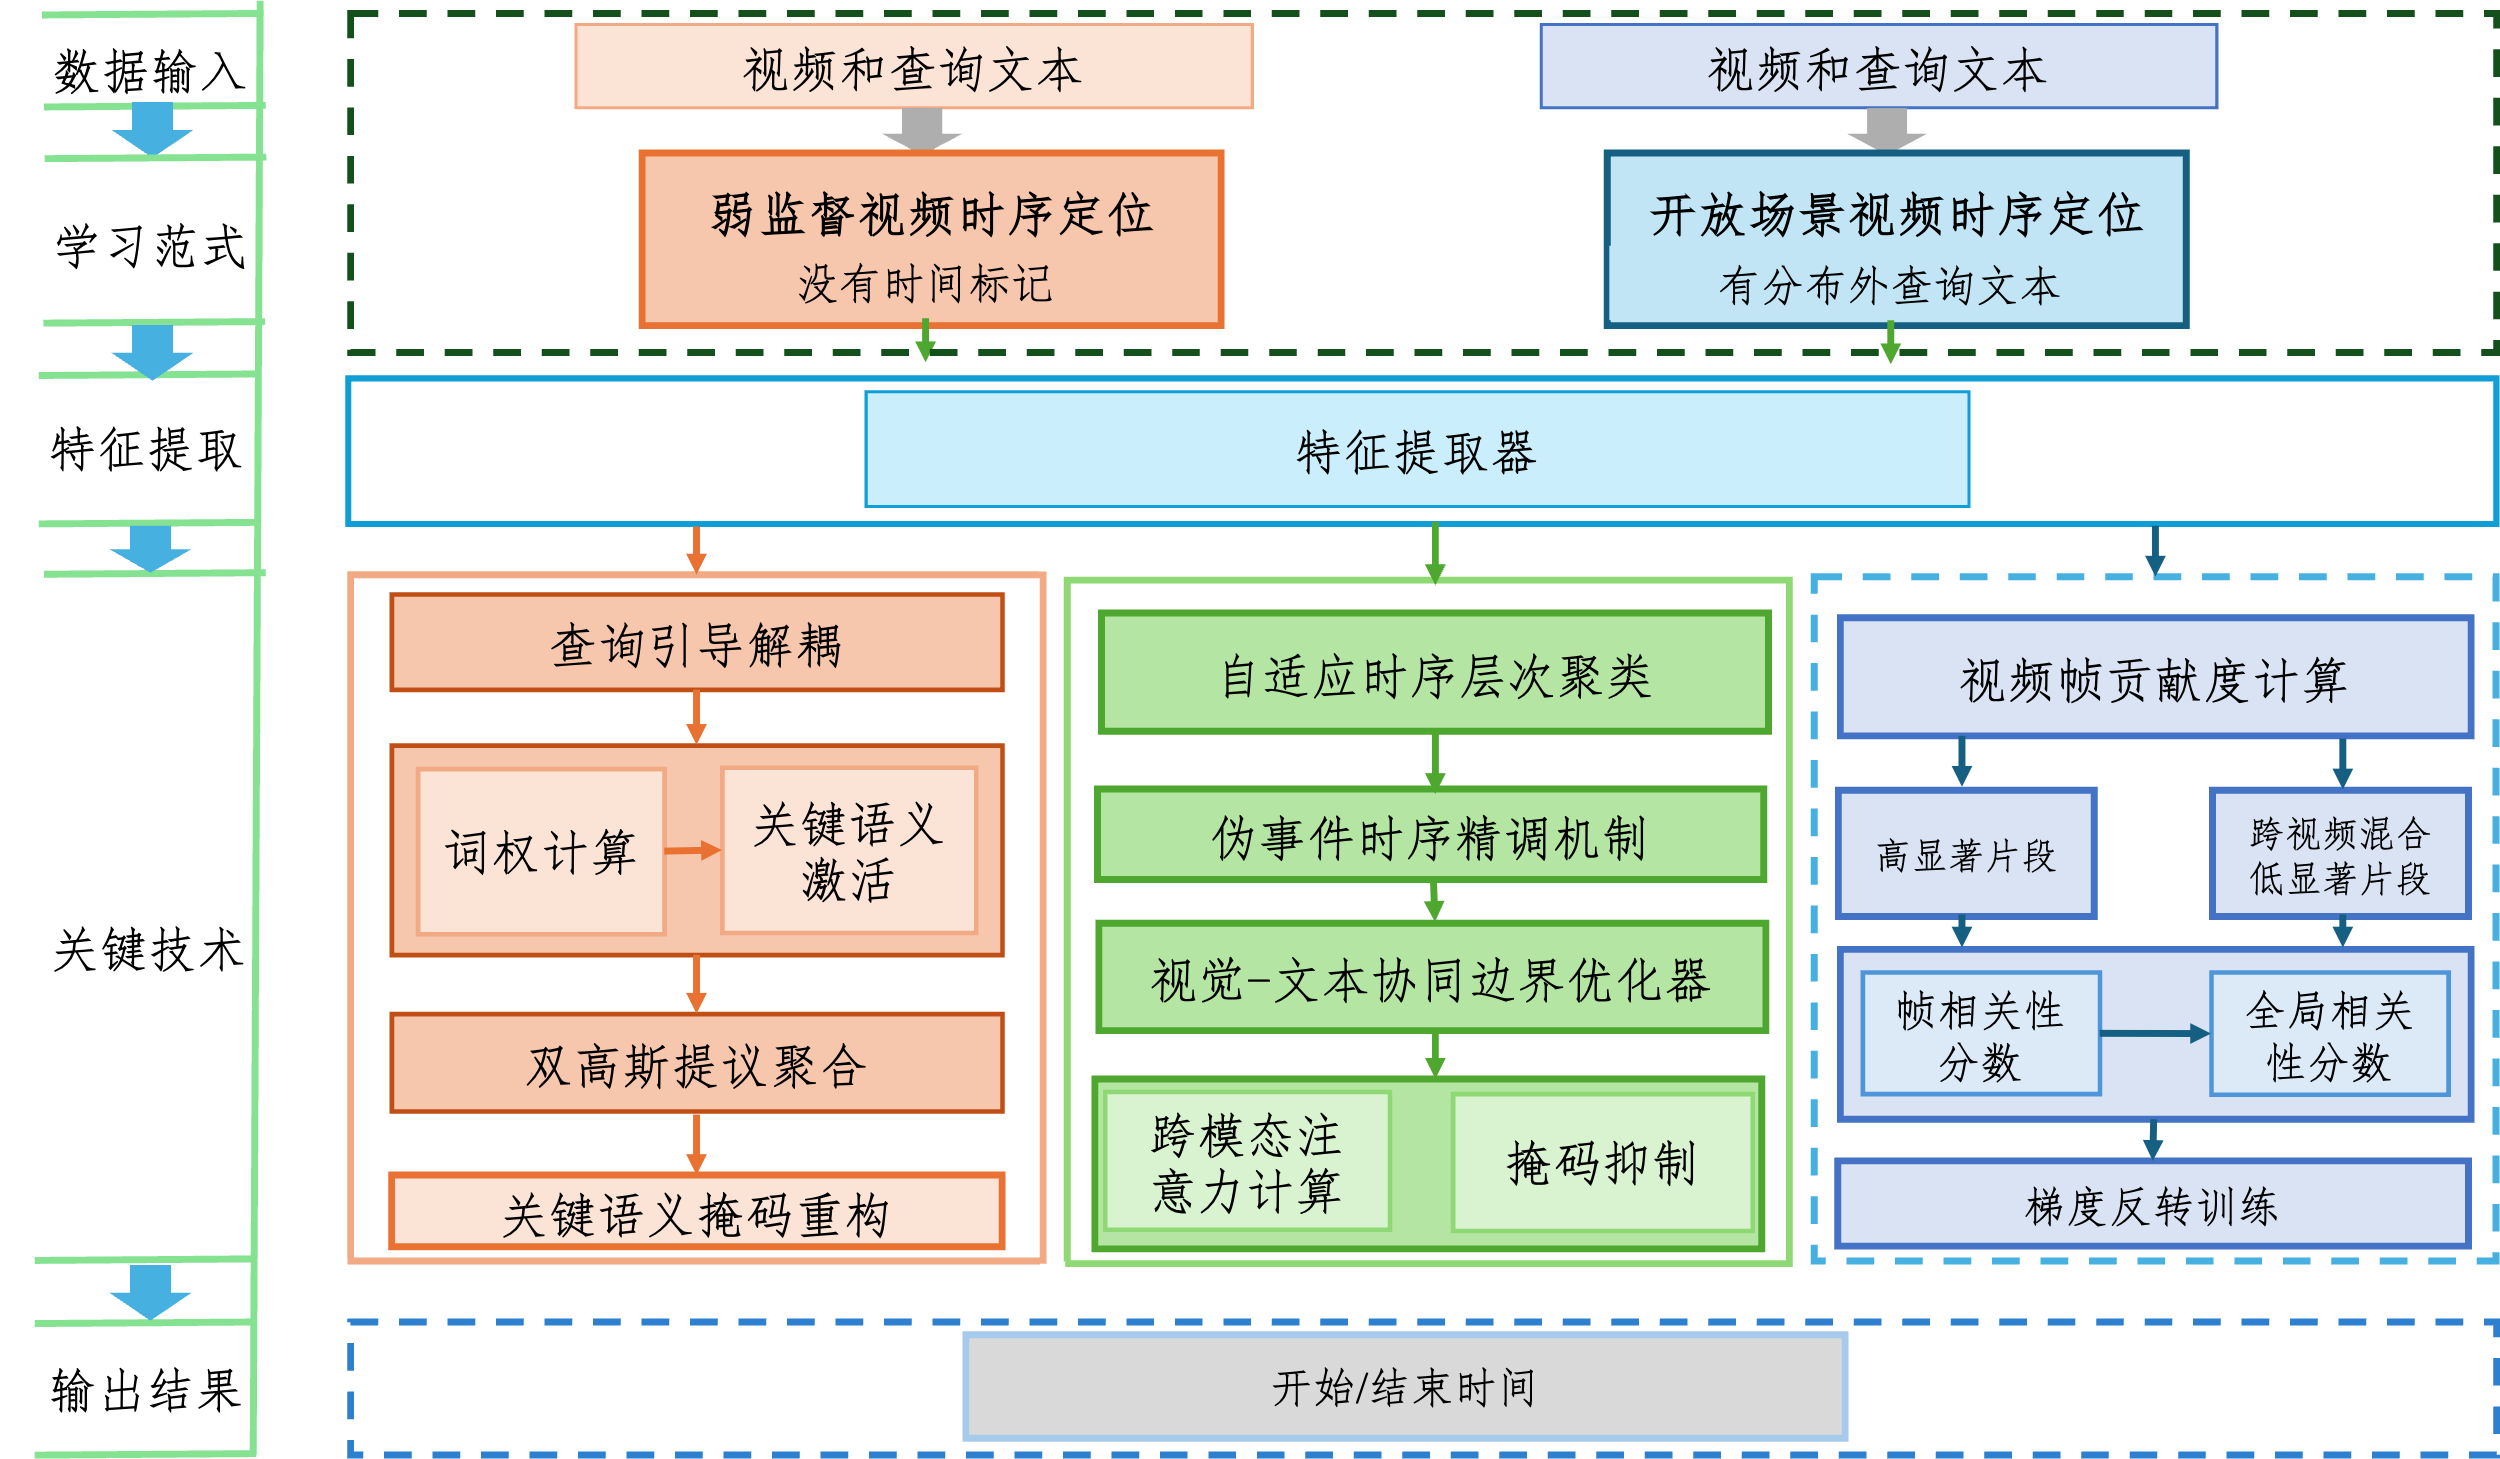 数据输入
视频和查询文本
视频和查询文本
学习范式
弱监督视频时序定位
没有时间标记
开放场景视频时序定位
有分布外查询文本
特征提取
特征提取器
关键技术
查询引导解耦
词权计算
关键语义
激活
双高斯提议聚合
关键语义掩码重构
自适应时序层次聚类
伪事件时序精调机制
视觉-文本协同边界优化器
跨模态注
意力计算
掩码抑制
视频帧贡献度计算
高显著片段
跨视频混合
低显著片段
帧相关性
分数
全局相关
性分数
梯度反转训练
输出结果
开始/结束时间